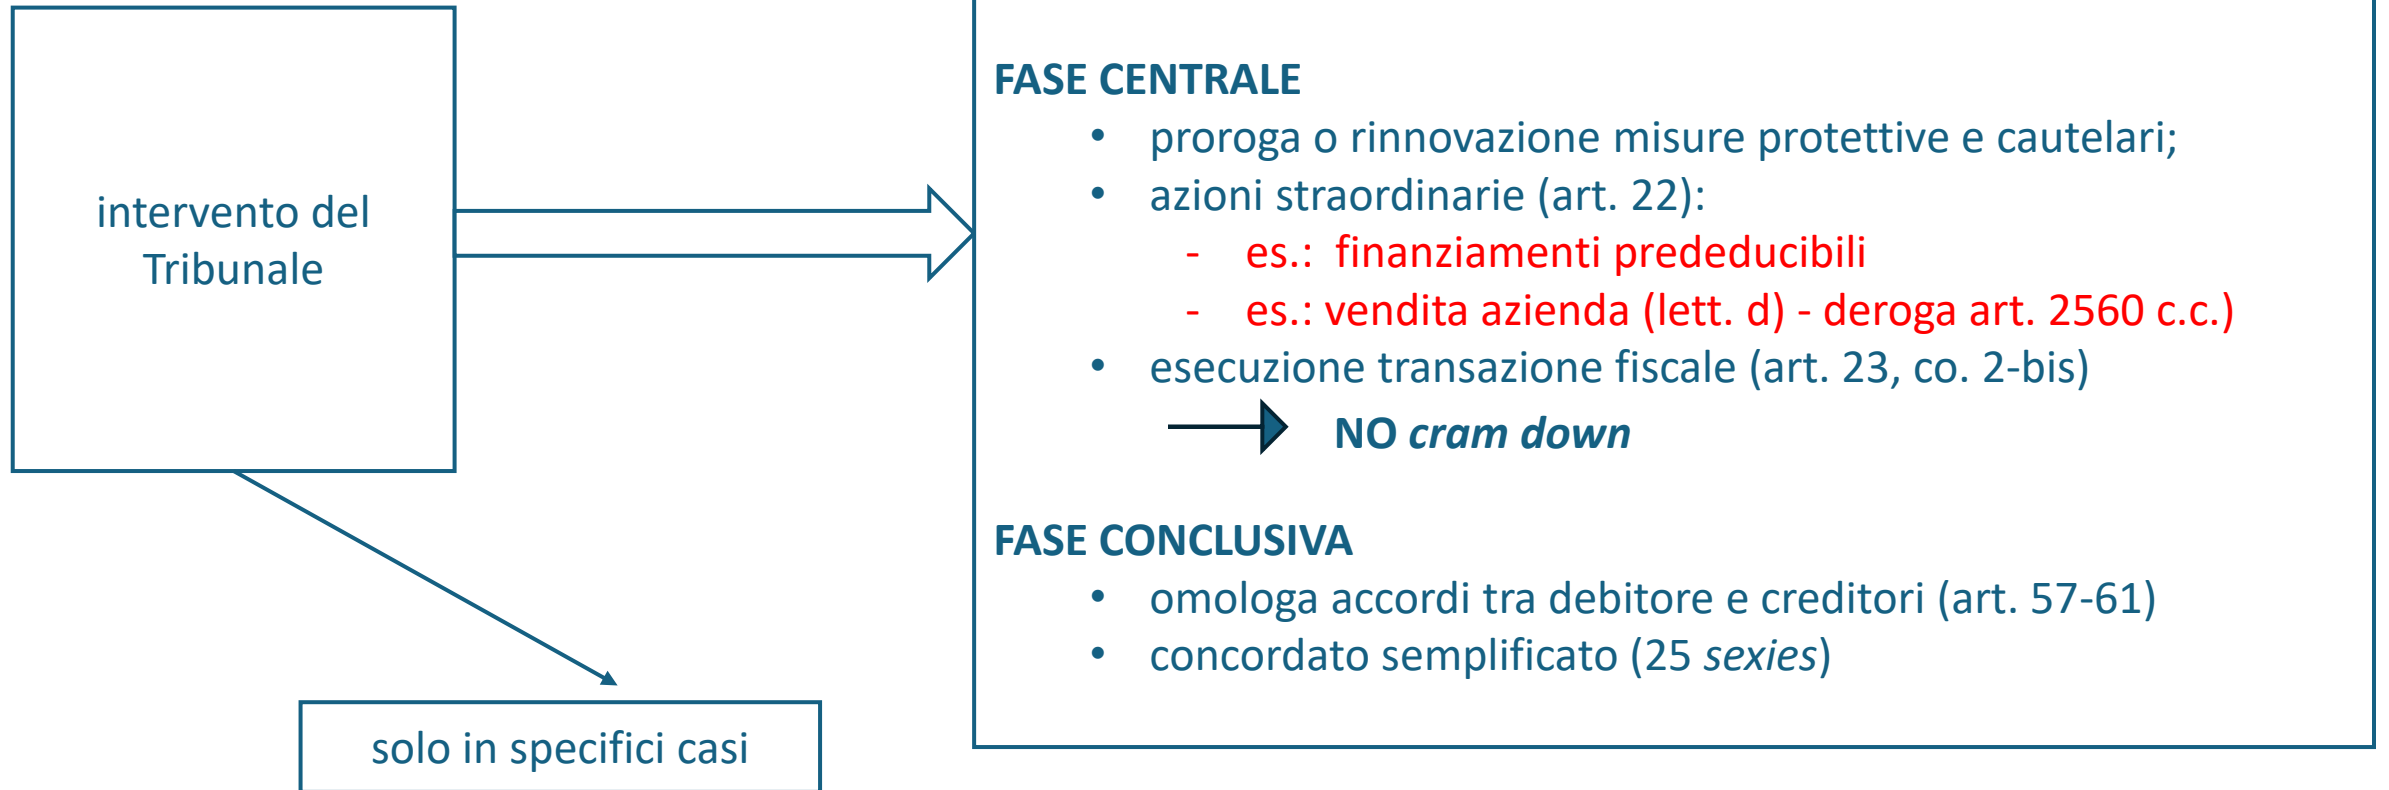 intervento del
Tribunale
solo in specifici casi
FASE CENTRALE
• proroga o rinnovazione misure protettive e cautelari;
• azioni straordinarie (art. 22):
- es.: finanziamenti prededucibili
- es.: vendita azienda (lett. d) - deroga art. 2560 c.c.)
• esecuzione transazione fiscale (art. 23, co. 2-bis)
NO cram down
FASE CONCLUSIVA
• omologa accordi tra debitore e creditori (art. 57-61)
• concordato semplificato (25 sexies)